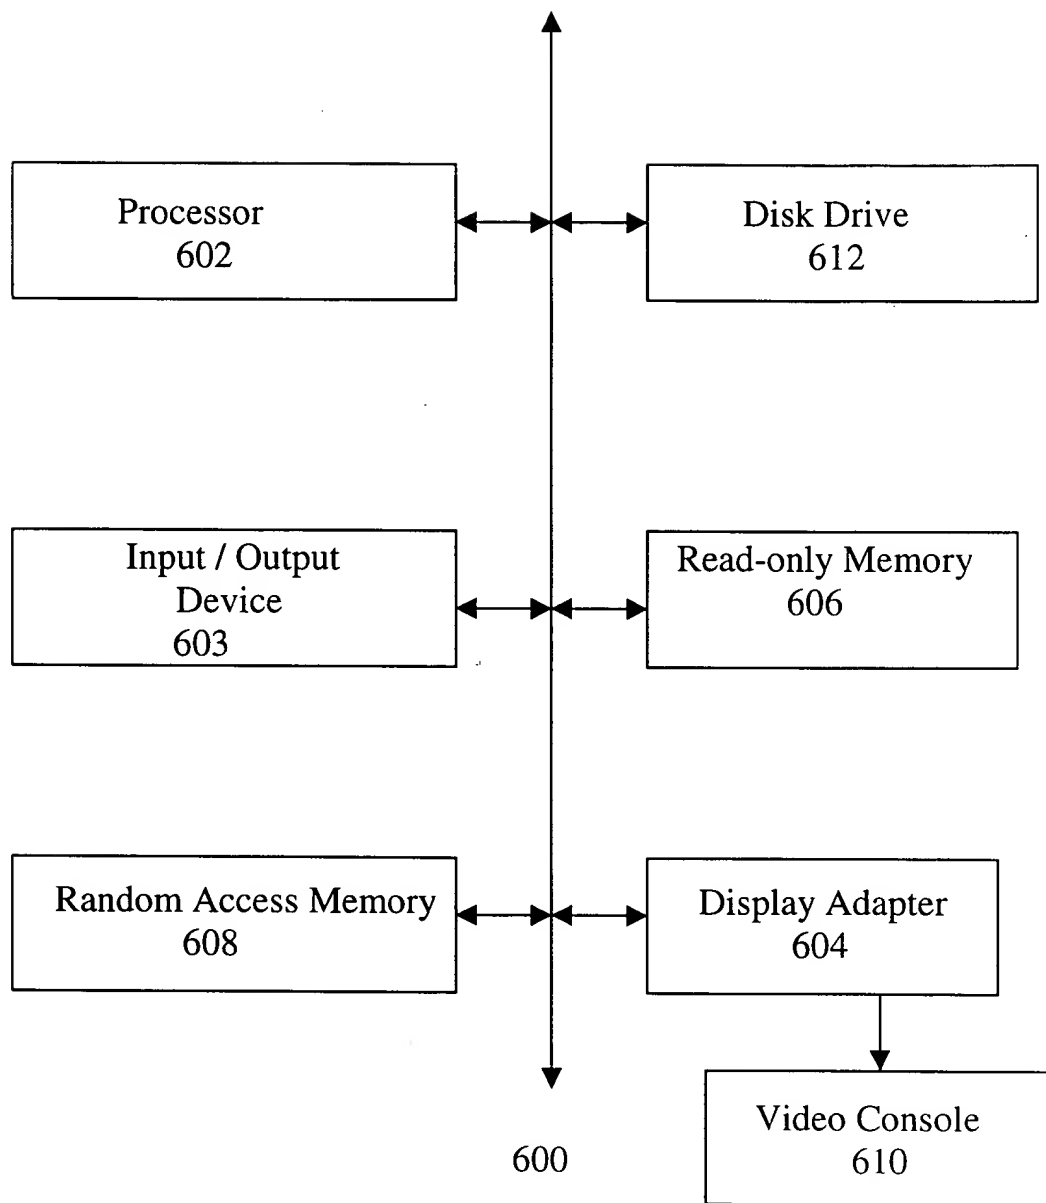 Processor
602
Disk Drive
612
Input / Output
Device
603
Read-only Memory
606
Random Access Memory
608
Display Adapter
604
Video Console
610
600